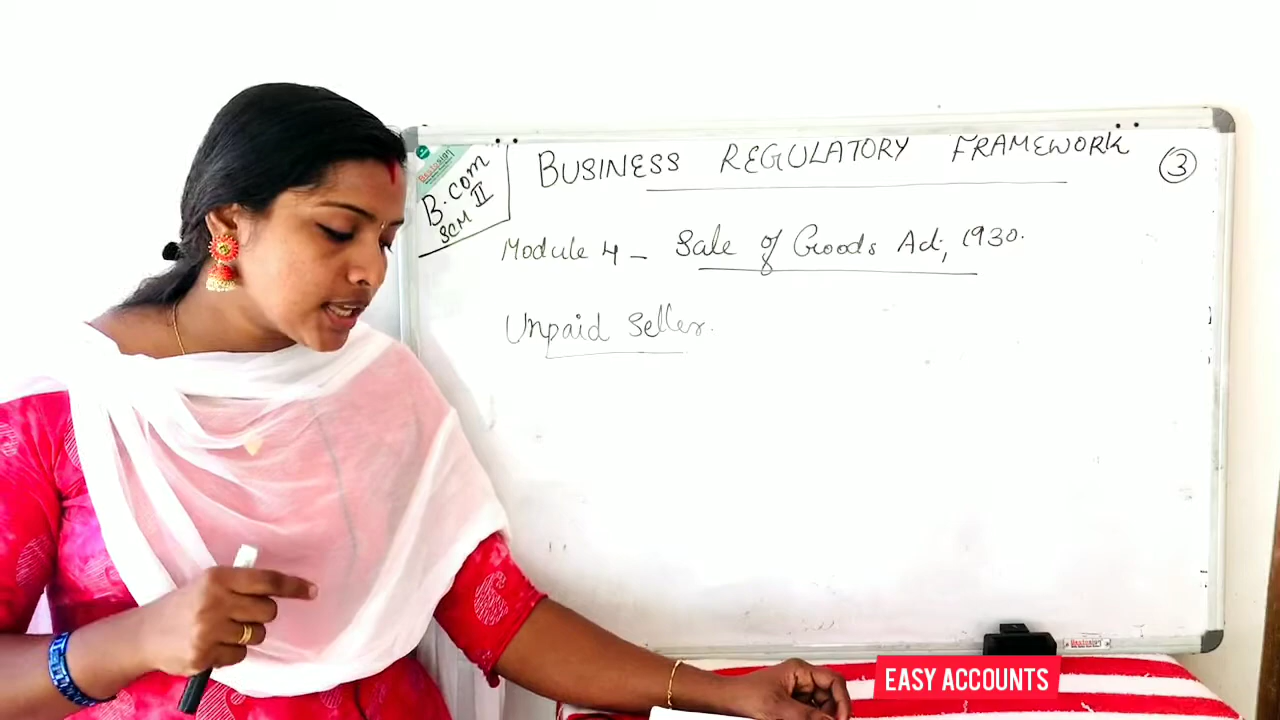 BUSINESS REGULATORY FRAMEWORK
3
B.com
SEM II
Module 4 - Sale of Goods Act, 1930.
Unpaid Seller.
EASY ACCOUNTS